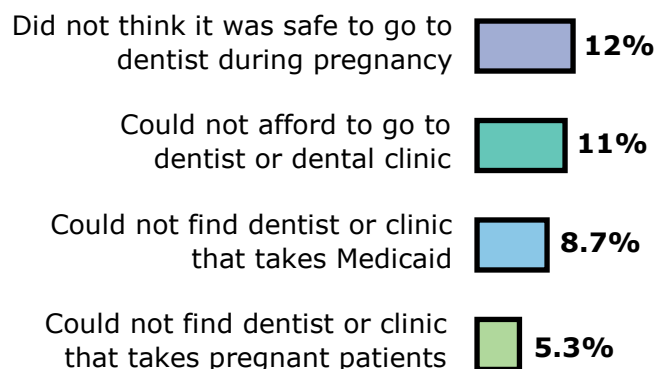 Did not think it was safe to go to
dentist during pregnancy
12%
Could not afford to go to
dentist or dental clinic
11%
Could not find dentist or clinic
that takes Medicaid
8.7%
Could not find dentist or clinic
that takes pregnant patients
5.3%